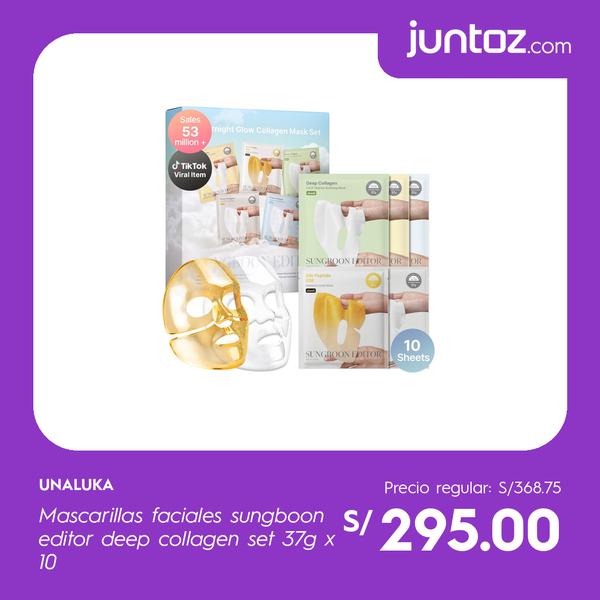 juntoz.com
Sales
53
million +
TikTok
Viral Item
Glow Collagen Mask Set
Deep Collagen
SUNGBOON EDITOR
SUNGBOON EDITOR
10
Sheets
UNALUKA
Mascarillas faciales sungboon
editor deep collagen set 37g x
10
Precio regular: S/368.75
S/ 295.00